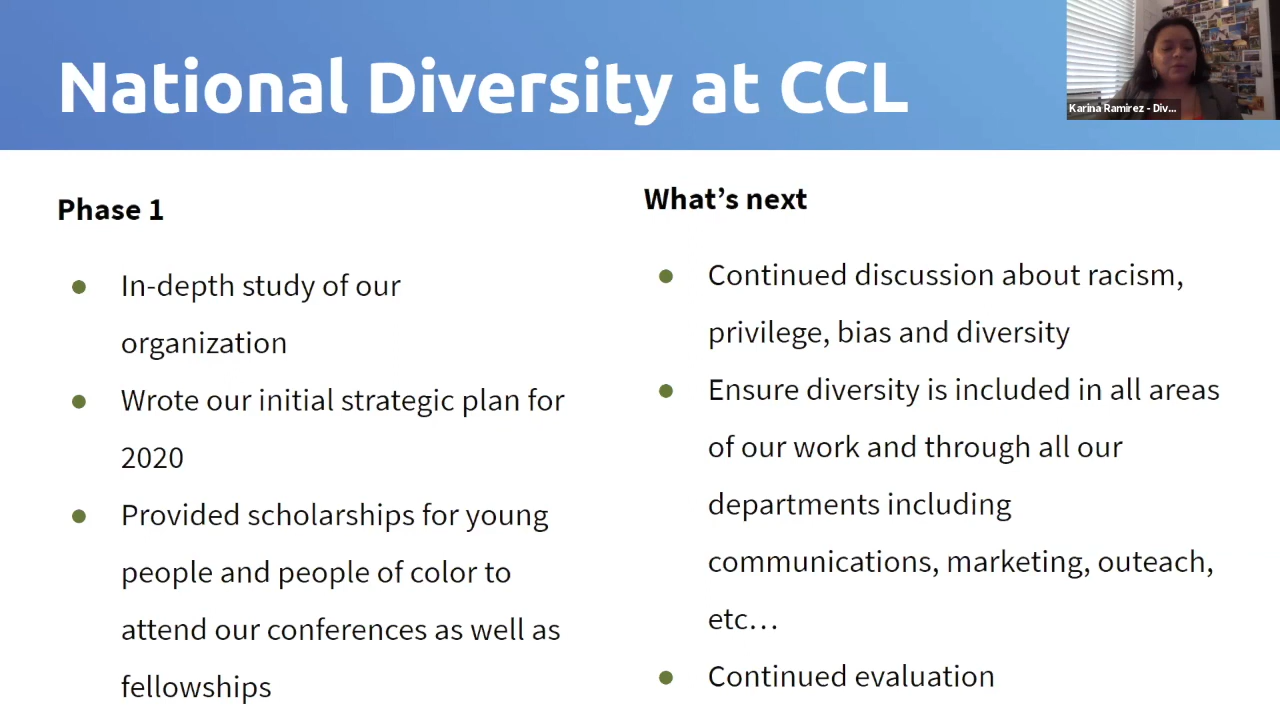 National Diversity at CCL
Karina Ramirez - Div...
Phase 1
In-depth study of our
organization
Wrote our initial strategic plan for
2020
Provided scholarships for young
people and people of color to
attend our conferences as well as
fellowships
What’s next
Continued discussion about racism,
privilege, bias and diversity
Ensure diversity is included in all areas
of our work and through all our
departments including
communications, marketing, outeach,
etc…
Continued evaluation